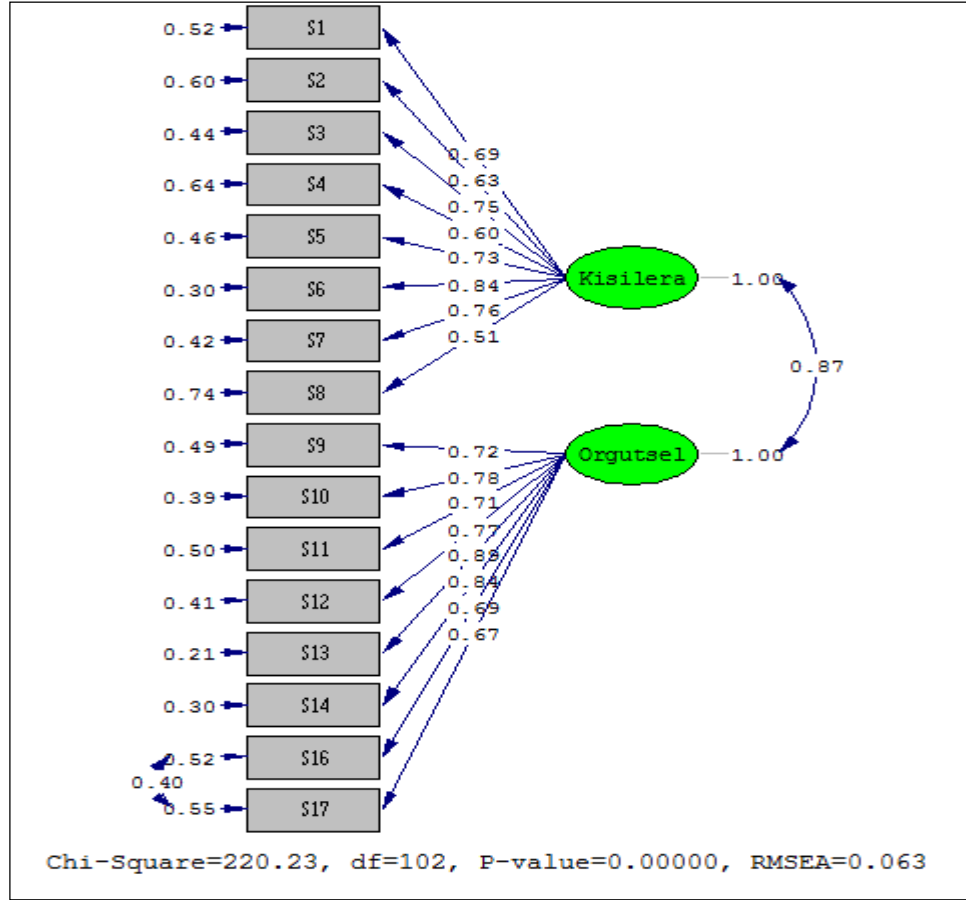 0.52 S1
0.60 S2
0.44 S3
0.64 S4
0.46 S5
0.30 S6
0.42 S7
0.74 S8
0.49 S9
0.39 S10
0.50 S11
0.41 S12
0.21 S13
0.30 S14
0.52 S16
0.40
0.55 S17
0.69
0.63
0.75
0.60
0.73
0.84
0.76
0.51
0.72
0.78
0.71
0.77
0.89
0.84
0.69
0.67
Kisilera 1.00
0.87
Orgutsel 1.00
Chi-Square=220.23, df=102, P-value=0.00000, RMSEA=0.063